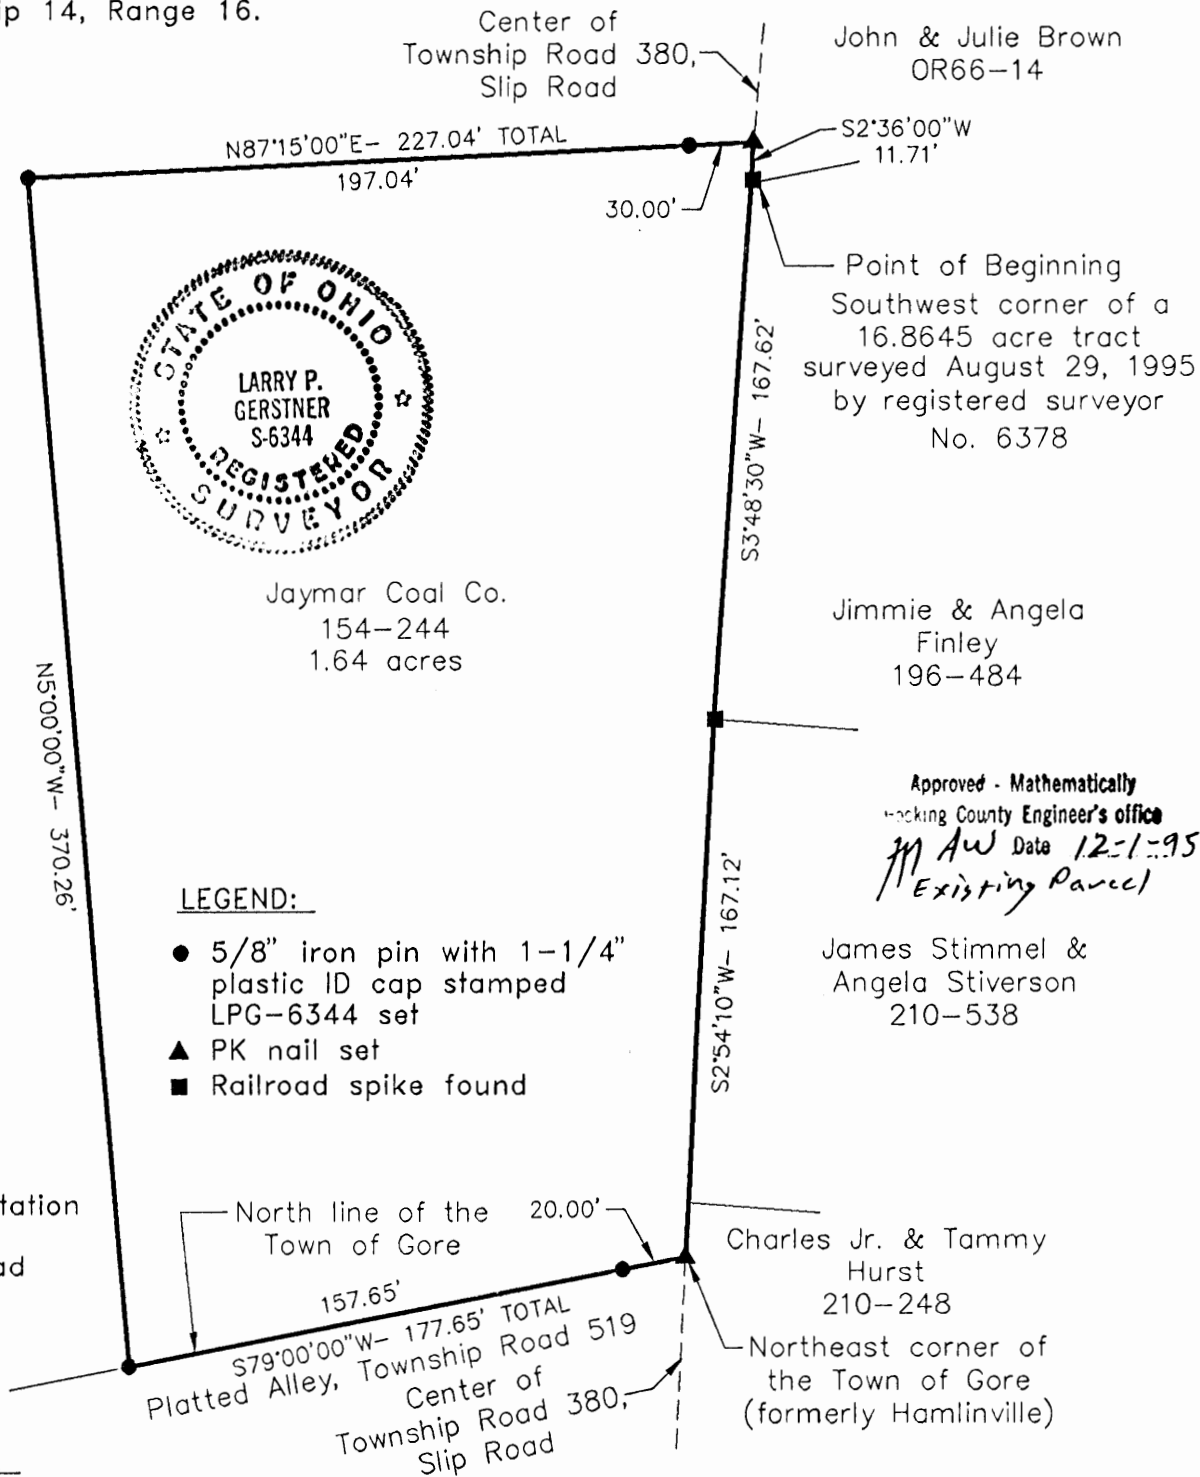 14, Range 16.
Center of
Township Road 380,
Slip Road
John & Julie Brown
OR66-14
N87°15'00"E- 227.04' TOTAL
197.04'
30.00'
S2°36'00"W
11.71'
Point of Beginning
Southwest corner of a
16.8645 acre tract
surveyed August 29, 1995
by registered surveyor
No. 6378
STATE OF OHIO
LARRY P.
GERSTNER
S-6344
REGISTERED
SURVEYOR
S3°48'30"W- 167.62'
Jaymar Coal Co.
154-244
1.64 acres
Jimmie & Angela
Finley
196-484
N5°00'00"W- 370.26'
Approved - Mathematically
County Engineer's office
Date 12-1-95
Existing Parcel
LEGEND:
● 5/8" iron pin with 1-1/4"
plastic ID cap stamped
LPG-6344 set
▲ PK nail set
■ Railroad spike found
S2°54'10"W- 167.12'
James Stimmel &
Angela Stiverson
210-538
North line of the
Town of Gore
20.00'
157.65'
S79°00'00"W- 177.65' TOTAL
Platted Alley, Township Road 519
Center of
Township Road 380,
Slip Road
Charles Jr. & Tammy
Hurst
210-248
Northeast corner of
the Town of Gore
(formerly Hamlinville)